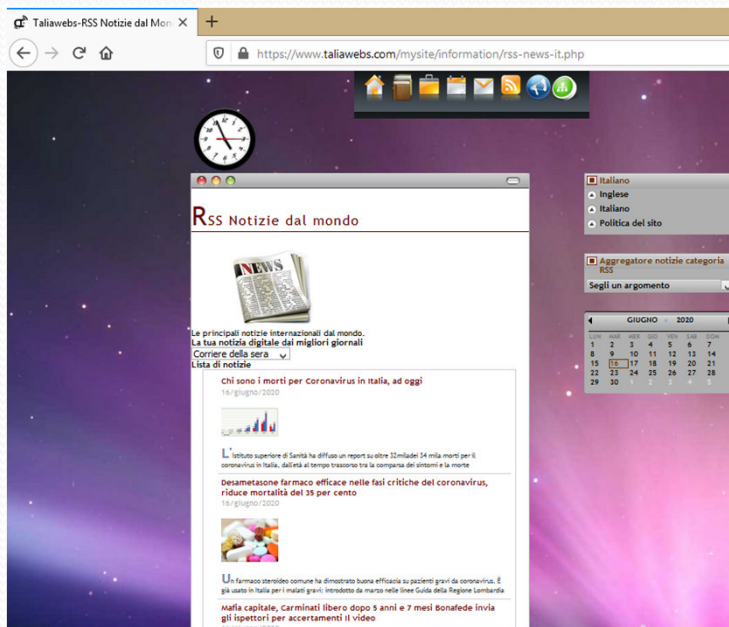 Taliawebs-RSS Notizie dal Mon
https://www.taliawebs.com/mysite/information/rss-news-it.php
RSS Notizie dal mondo
NEWS
Le principali notizie internazionali dal mondo.
La tua notizia digitale dai migliori giornali
Corriere della sera
Lista di notizie
Chi sono i morti per Coronavirus in Italia, ad oggi
16/giugno/2020
L'istituto superiore di Sanità ha diffuso un report su oltre 32miladei 34 mila morti per il
coronavirus in Italia, dall'età al tempo trascorso tra la comparsa dei sintomi e la morte
Desametasone farmaco efficace nelle fasi critiche del coronavirus,
riduce mortalità del 35 per cento
16/giugno/2020
Un farmaco steroideo comune ha dimostrato buona efficacia su pazienti gravi da coronavirus. È
già usato in Italia per i malati gravi: introdotto da marzo nelle linee Guida della Regione Lombardia
Mafia capitale, Carminati libero dopo 5 anni e 7 mesi Bonafede invia
gli ispettori per accertamenti Il video
Italiano
Inglese
Italiano
Politica del sito
Aggregatore notizie categoria
RSS
Segli un argomento
GIUGNO 2020
LUN MAR MER GIO VEN SAB DOM
1 2 3 4 5 6 7
8 9 10 11 12 13 14
15 16 17 18 19 20 21
22 23 24 25 26 27 28
29 30 1 2 3 4 5